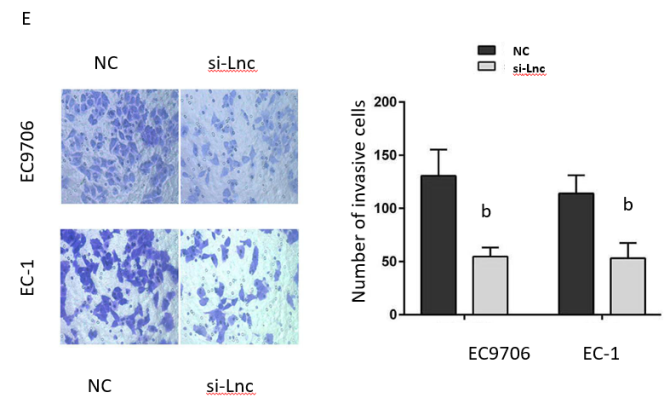 E
NC
si-Lnc
EC9706
EC-1
NC
si-Lnc
NC
si-Lnc
Number of invasive cells
200
150
100
50
0
b
b
EC9706
EC-1